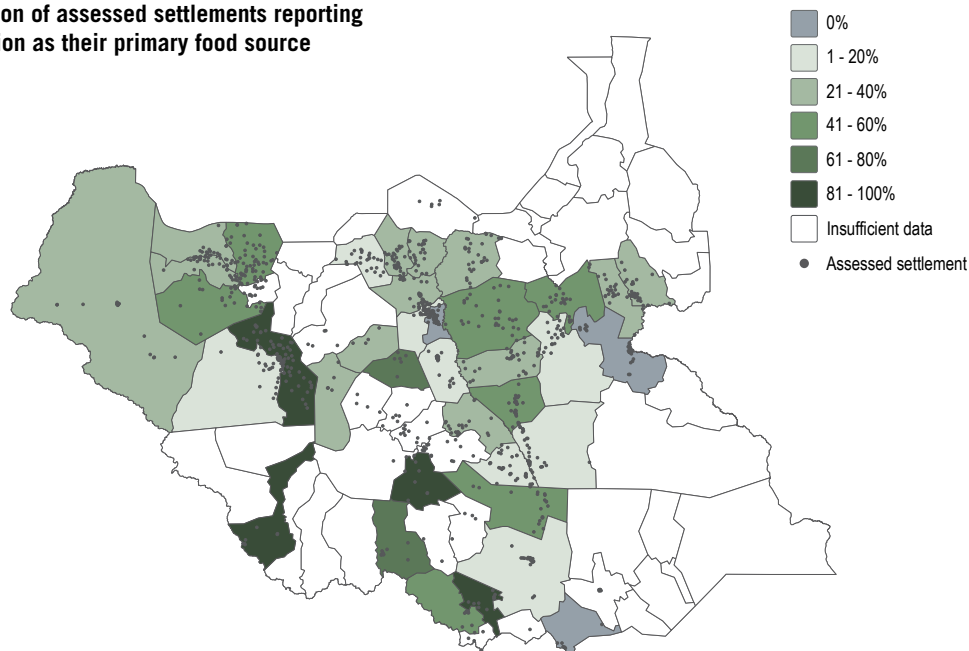 on of assessed settlements reporting
ion as their primary food source
0%
1 - 20%
21 - 40%
41 - 60%
61 - 80%
81 - 100%
Insufficient data
Assessed settlement